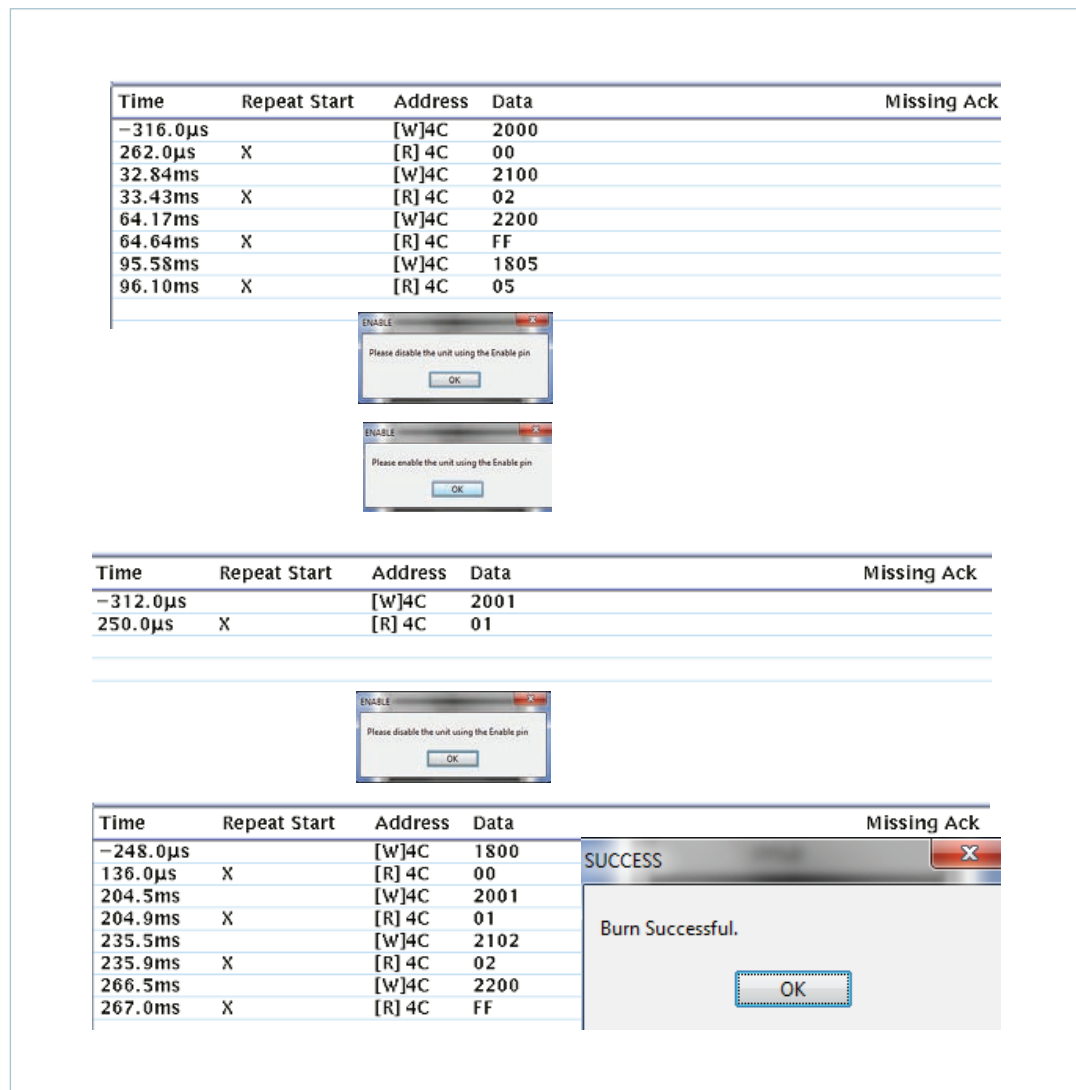 Time Repeat Start Address Data Missing Ack
−316.0µs [W]4C 2000
262.0µs X [R] 4C 00
32.84ms [W]4C 2100
33.43ms X [R] 4C 02
64.17ms [W]4C 2200
64.64ms X [R] 4C FF
95.58ms [W]4C 1805
96.10ms X [R] 4C 05
ENABLE
Please disable the unit using the Enable pin
OK
ENABLE
Please enable the unit using the Enable pin
OK
Time Repeat Start Address Data Missing Ack
−312.0µs [W]4C 2001
250.0µs X [R] 4C 01
ENABLE
Please disable the unit using the Enable pin
OK
Time Repeat Start Address Data Missing Ack
−248.0µs [W]4C 1800
136.0µs X [R] 4C 00
204.5ms [W]4C 2001
204.9ms X [R] 4C 01
235.5ms [W]4C 2102
235.9ms X [R] 4C 02
266.5ms [W]4C 2200
267.0ms X [R] 4C FF
SUCCESS
Burn Successful.
OK